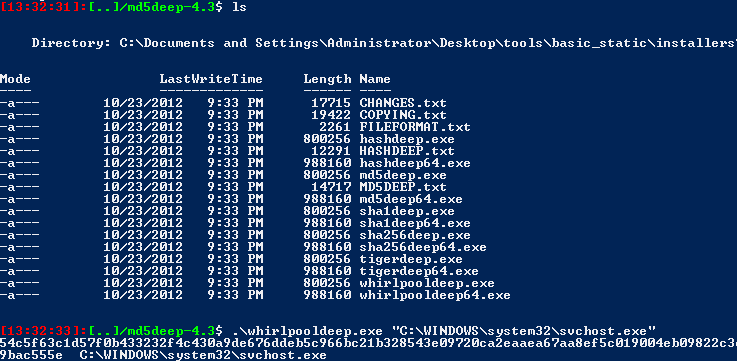 [13:32:31]:[..]/md5deep-4.3$ ls
Directory: C:\Documents and Settings\Administrator\Desktop\tools\basic_static\installers
Mode LastWriteTime Length Name
---- ------------- ------ ----
-a--- 10/23/2012 9:33 PM 17715 CHANGES.txt
-a--- 10/23/2012 9:33 PM 19422 COPYING.txt
-a--- 10/23/2012 9:33 PM 2261 FILEFORMAT.txt
-a--- 10/23/2012 9:33 PM 800256 hashdeep.exe
-a--- 10/23/2012 9:33 PM 12291 HASHDEEP.txt
-a--- 10/23/2012 9:33 PM 988160 hashdeep64.exe
-a--- 10/23/2012 9:33 PM 800256 md5deep.exe
-a--- 10/23/2012 9:33 PM 14717 MD5DEEP.txt
-a--- 10/23/2012 9:33 PM 988160 md5deep64.exe
-a--- 10/23/2012 9:33 PM 800256 sha1deep.exe
-a--- 10/23/2012 9:33 PM 988160 sha1deep64.exe
-a--- 10/23/2012 9:33 PM 800256 sha256deep.exe
-a--- 10/23/2012 9:33 PM 988160 sha256deep64.exe
-a--- 10/23/2012 9:33 PM 800256 tigerdeep.exe
-a--- 10/23/2012 9:33 PM 988160 tigerdeep64.exe
-a--- 10/23/2012 9:33 PM 800256 whirlpooldeep.exe
-a--- 10/23/2012 9:33 PM 988160 whirlpooldeep64.exe
[13:32:33]:[..]/md5deep-4.3$ .\whirlpooldeep.exe "C:\WINDOWS\system32\svchost.exe"
54c5f63c1d57f0b433232f4c430a9de676ddeb5c966bc21b328543e09720ca2eaaea67aa8ef5c019004eb09822c3
9bac555e C:\WINDOWS\system32\svchost.exe